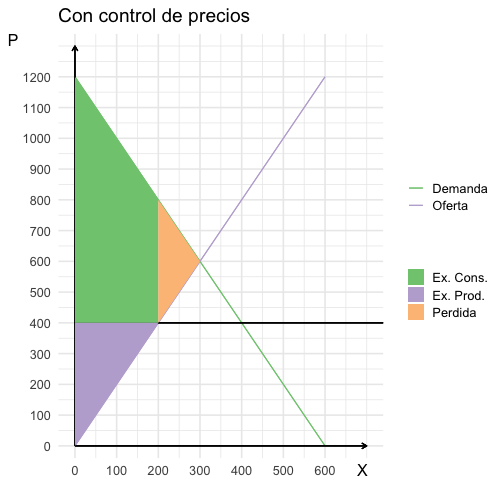 Con control de precios
P
1200
1100
1000
900
800
700
600
500
400
300
200
100
0
0 100 200 300 400 500 600
X
Demanda
Oferta
Ex. Cons.
Ex. Prod.
Perdida